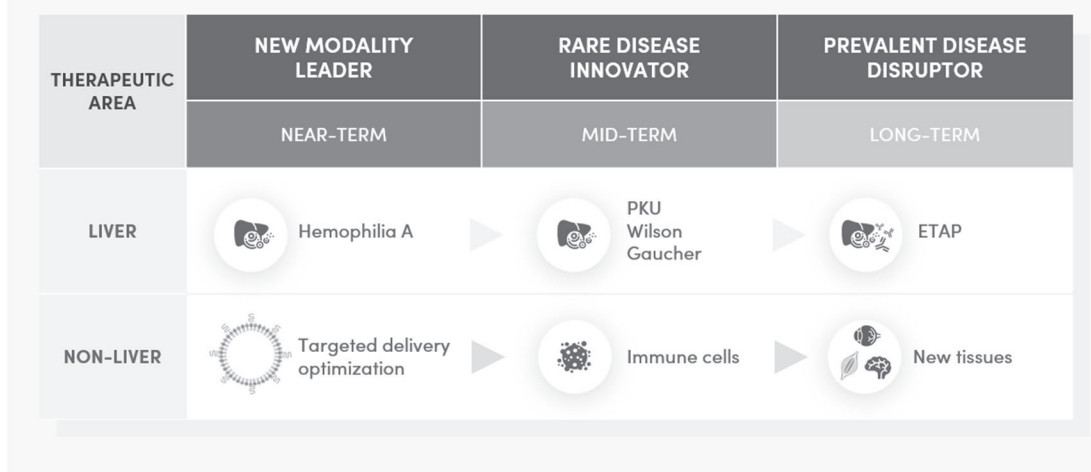 THERAPEUTIC
AREA
NEW MODALITY
LEADER
RARE DISEASE
INNOVATOR
PREVALENT DISEASE
DISRUPTOR
NEAR-TERM
MID-TERM
LONG-TERM
LIVER
Hemophilia A
PKU
Wilson
Gaucher
ETAP
NON-LIVER
Targeted delivery
optimization
Immune cells
New tissues